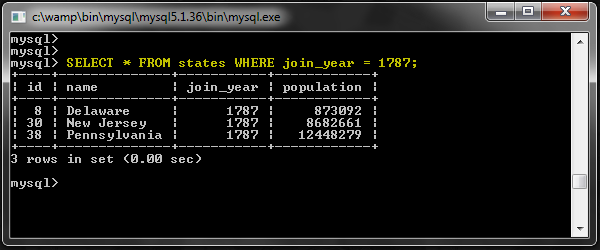 c:\wamp\bin\mysql\mysql5.1.36\bin\mysql.exe
mysql>
mysql>
mysql> SELECT * FROM states WHERE join_year = 1787;
+----+--------------+-----------+------------+
| id | name         | join_year | population |
+----+--------------+-----------+------------+
|  8 | Delaware     |      1787 |     873092 |
| 30 | New Jersey   |      1787 |    8682661 |
| 38 | Pennsylvania |      1787 |   12448279 |
+----+--------------+-----------+------------+
3 rows in set (0.00 sec)
mysql>